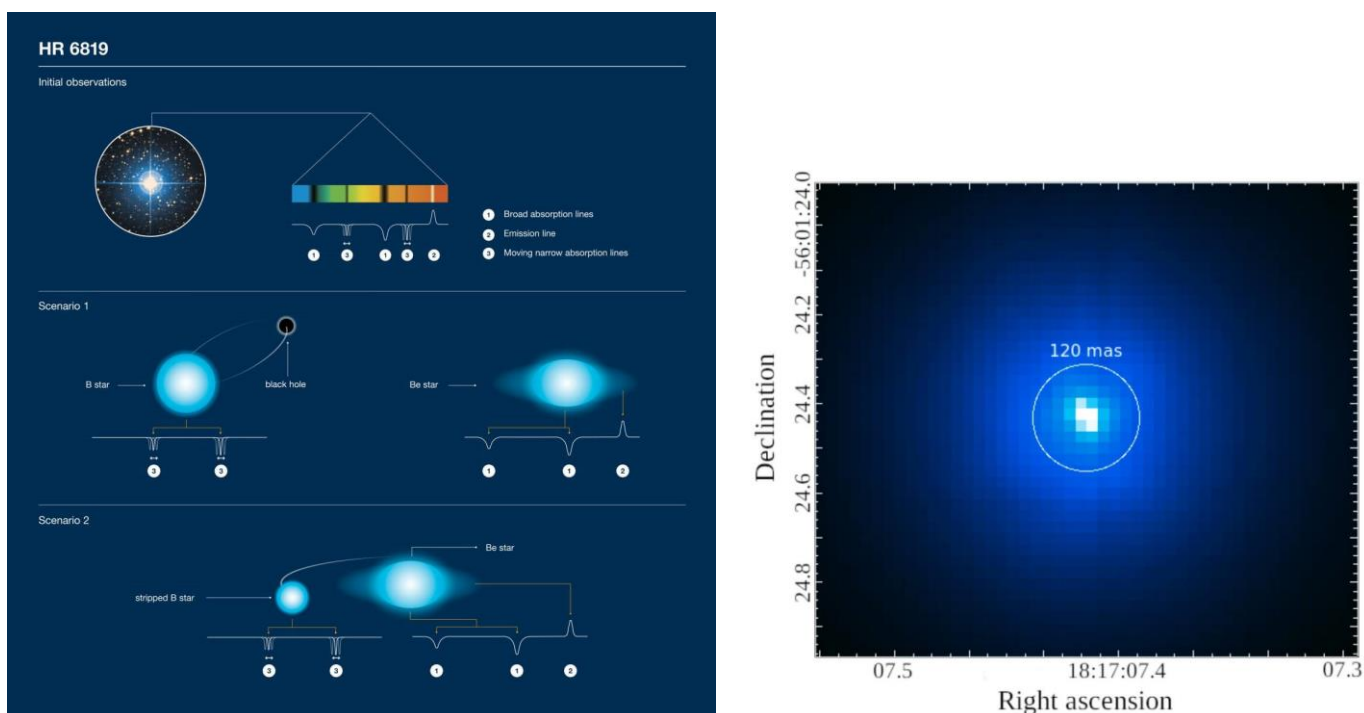 HR 6819
Initial observations
1 Broad absorption lines
2 Emission line
3 Moving narrow absorption lines
1 3 1 3 2
Scenario 1
B star
black hole
Be star
3 3
1 1 2
Scenario 2
Be star
stripped B star
3 3
1 1 2
120 mas
Declination
-56:01:24.0
24.2
24.4
24.6
24.8
07.5 18:17:07.4 07.3
Right ascension